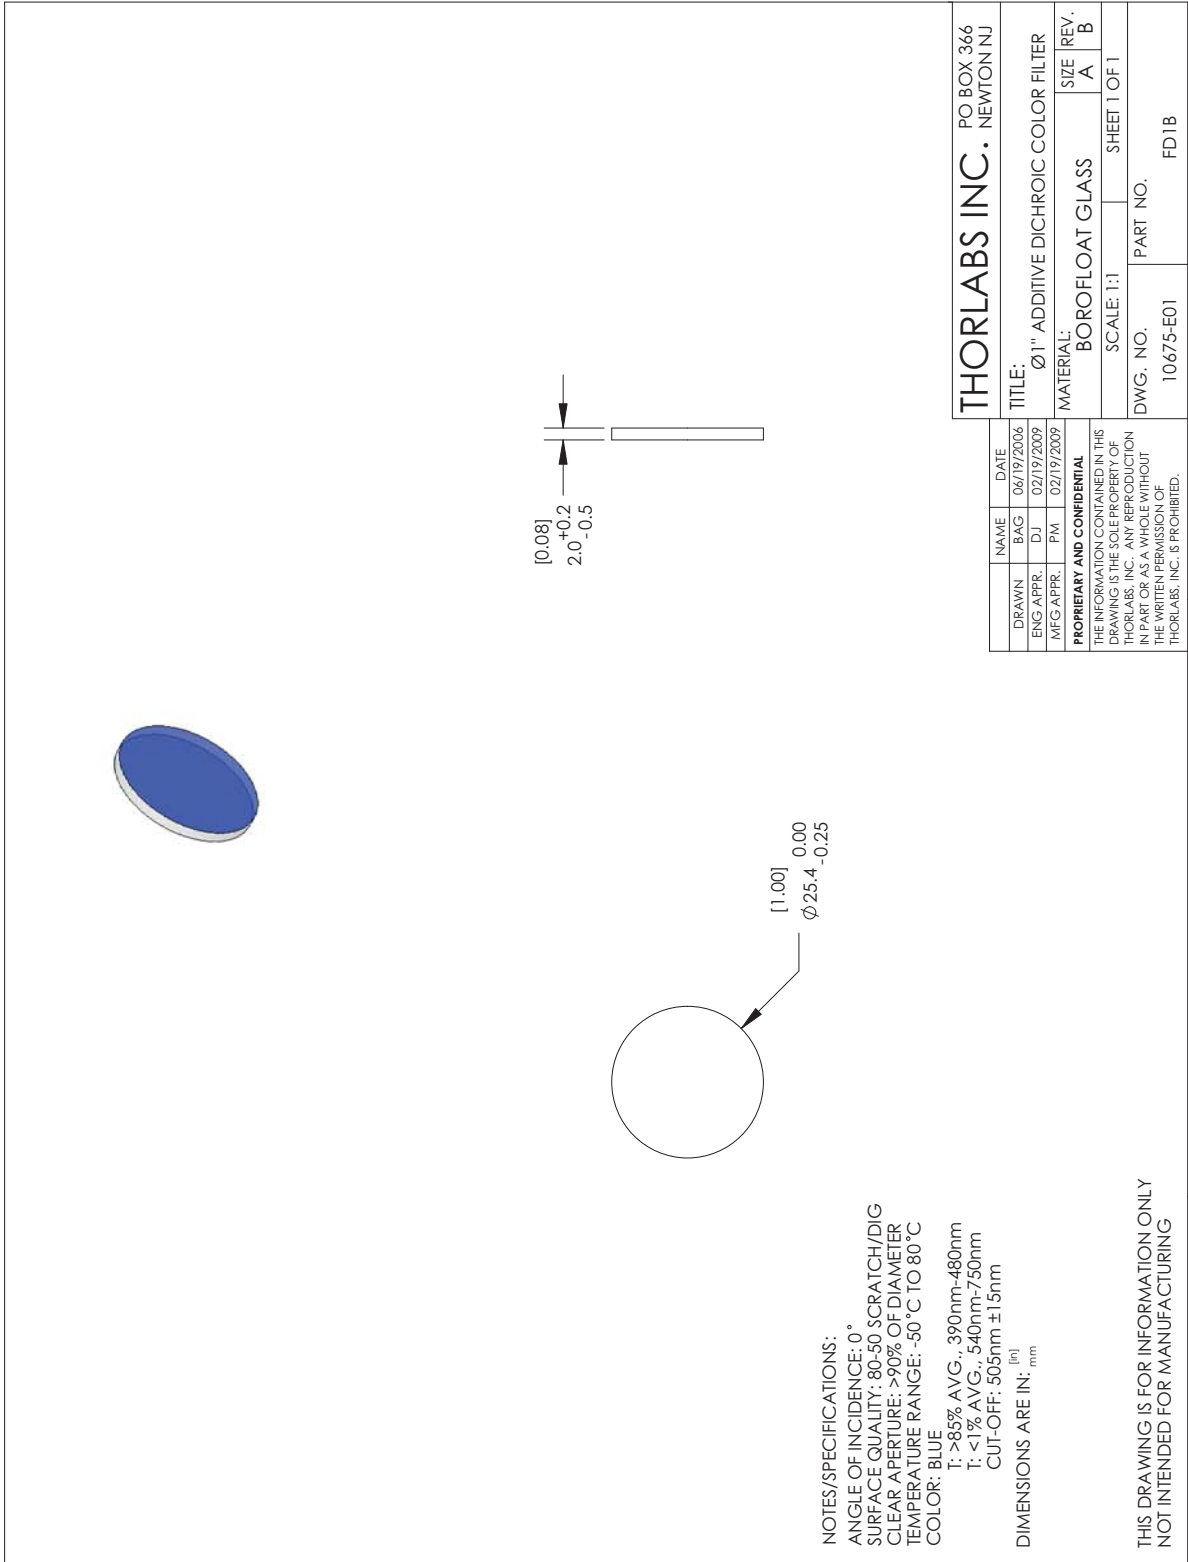 [0.08]
2.0 +0.2
-0.5
[1.00]
Ø25.4 0.00
-0.25
NOTES/SPECIFICATIONS:
ANGLE OF INCIDENCE: 0°
SURFACE QUALITY: 80-50 SCRATCH/DIG
CLEAR APERTURE: >90% OF DIAMETER
TEMPERATURE RANGE: -50°C TO 80°C
COLOR: BLUE
T: >85% AVG., 390nm-480nm
T: <1% AVG., 540nm-750nm
CUT-OFF: 505nm ±15nm
DIMENSIONS ARE IN: [in]
mm
THIS DRAWING IS FOR INFORMATION ONLY
NOT INTENDED FOR MANUFACTURING
NAME DATE
DRAWN BAG 06/19/2006
ENG APPR. DJ 02/19/2009
MFG APPR. PM 02/19/2009
PROPRIETARY AND CONFIDENTIAL
THE INFORMATION CONTAINED IN THIS
DRAWING IS THE SOLE PROPERTY OF
THORLABS, INC. ANY REPRODUCTION
IN PART OR AS A WHOLE WITHOUT
THE WRITTEN PERMISSION OF
THORLABS, INC. IS PROHIBITED.
THORLABS INC. PO BOX 366
NEWTON NJ
TITLE:
Ø1" ADDITIVE DICHROIC COLOR FILTER
MATERIAL:
BOROFLOAT GLASS
SIZE
A
REV.
B
SCALE: 1:1 SHEET 1 OF 1
DWG. NO.
10675-E01
PART NO.
FD1B